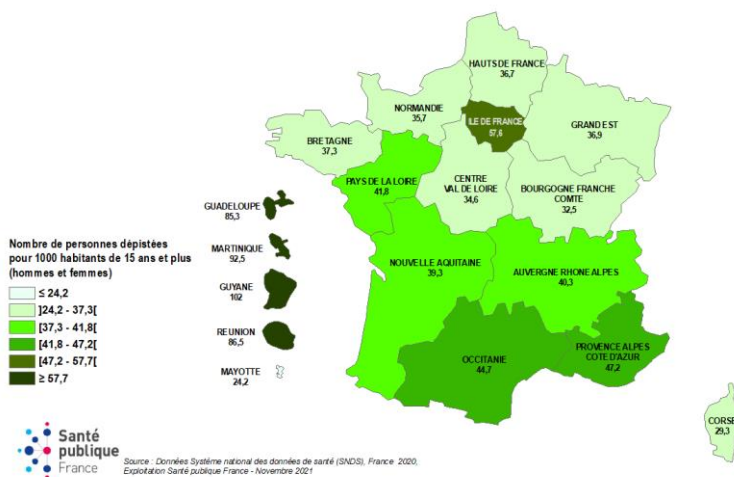 HAUTS DE FRANCE
36,7
NORMANDIE
35,7
ILE DE FRANCE
57,6
GRAND EST
36,9
BRETAGNE
37,3
PAYS DE LA LOIRE
41,8
CENTRE
VAL DE LOIRE
34,6
BOURGOGNE FRANCHE
COMTE
32,5
GUADELOUPE
85,3
MARTINIQUE
92,5
GUYANE
102
REUNION
86,5
MAYOTTE
24,2
NOUVELLE AQUITAINE
39,3
AUVERGNE RHONE ALPES
40,3
OCCITANIE
44,7
PROVENCE ALPES
COTE D'AZUR
47,2
CORSE
29,3
Nombre de personnes dépistées
pour 1000 habitants de 15 ans et plus
(hommes et femmes)
≤ 24,2
]24,2 - 37,3[
[37,3 - 41,8[
[41,8 - 47,2[
[47,2 - 57,7[
≥ 57,7
Santé
publique
France
Source : Données Système national des données de santé (SNDS), France 2020,
Exploitation Santé publique France - Novembre 2021